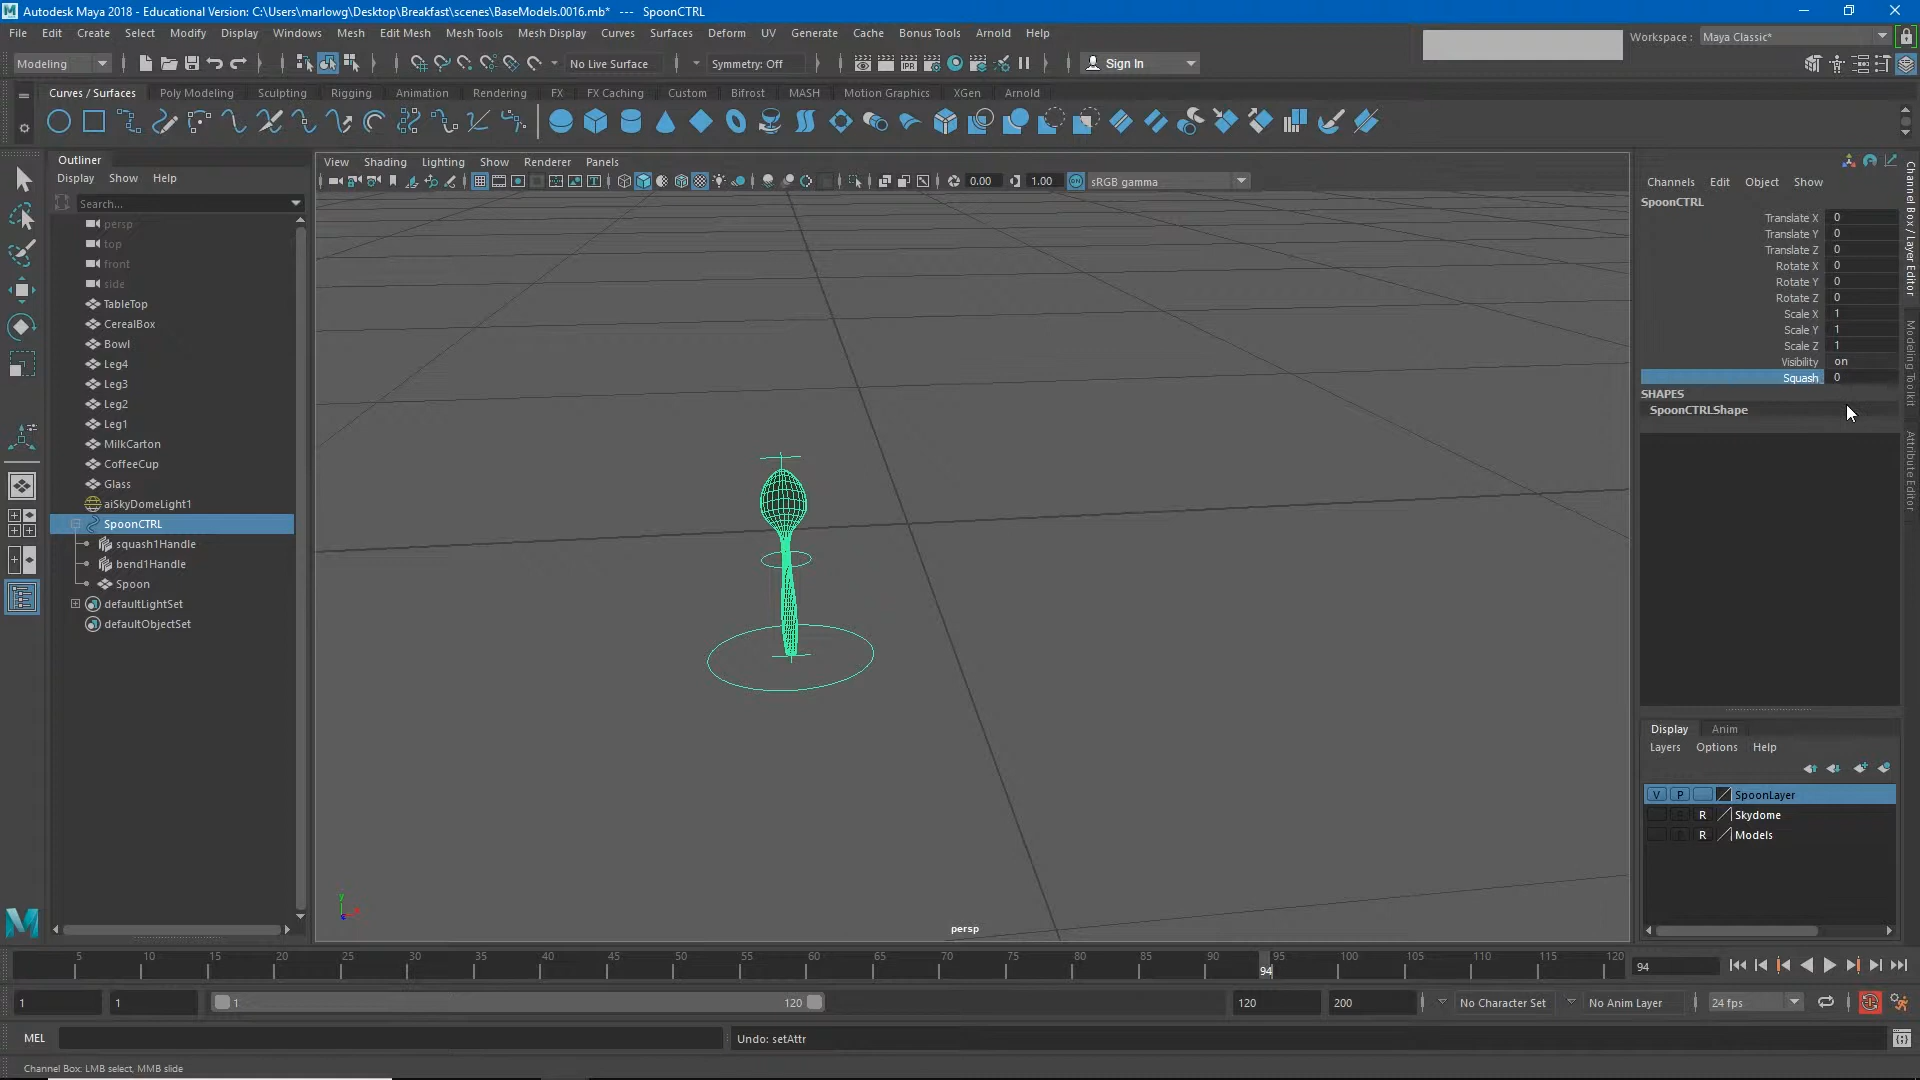 Autodesk Maya 2018 - Educational Version: C:\Users\marlowg\Desktop\Breakfast\scenes\BaseModels.0016.mb* --- SpoonCTRL
File Edit Create Select Modify Display Windows Mesh Edit Mesh Mesh Tools Mesh Display Curves Surfaces Deform UV Generate Cache Bonus Tools Arnold Help
Workspace : Maya Classic*
Modeling No Live Surface Symmetry: Off Sign In
Curves / Surfaces Poly Modeling Sculpting Rigging Animation Rendering FX FX Caching Custom Bifrost MASH Motion Graphics XGen Arnold
Outliner
Display Show Help
Search...
persp
top
front
side
TableTop
CerealBox
Bowl
Leg4
Leg3
Leg2
Leg1
MilkCarton
CoffeeCup
Glass
aiSkyDomeLight1
SpoonCTRL
squash1Handle
bend1Handle
Spoon
defaultLightSet
defaultObjectSet
View Shading Lighting Show Renderer Panels
0.00 1.00 ON sRGB gamma
persp
y
Channels Edit Object Show
SpoonCTRL
Translate X 0
Translate Y 0
Translate Z 0
Rotate X 0
Rotate Y 0
Rotate Z 0
Scale X 1
Scale Y 1
Scale Z 1
Visibility on
Squash 0
SHAPES
SpoonCTRLShape
Channel Box / Layer Editor
Modeling Toolkit
Attribute Editor
Display Anim
Layers Options Help
V P SpoonLayer
R Skydome
R Models
5 10 15 20 25 30 35 40 45 50 55 60 65 70 75 80 85 90 95 100 105 110 115 120
94 94
1 1 1 120 120 200 No Character Set No Anim Layer 24 fps
MEL Undo: setAttr
Channel Box: LMB select, MMB slide